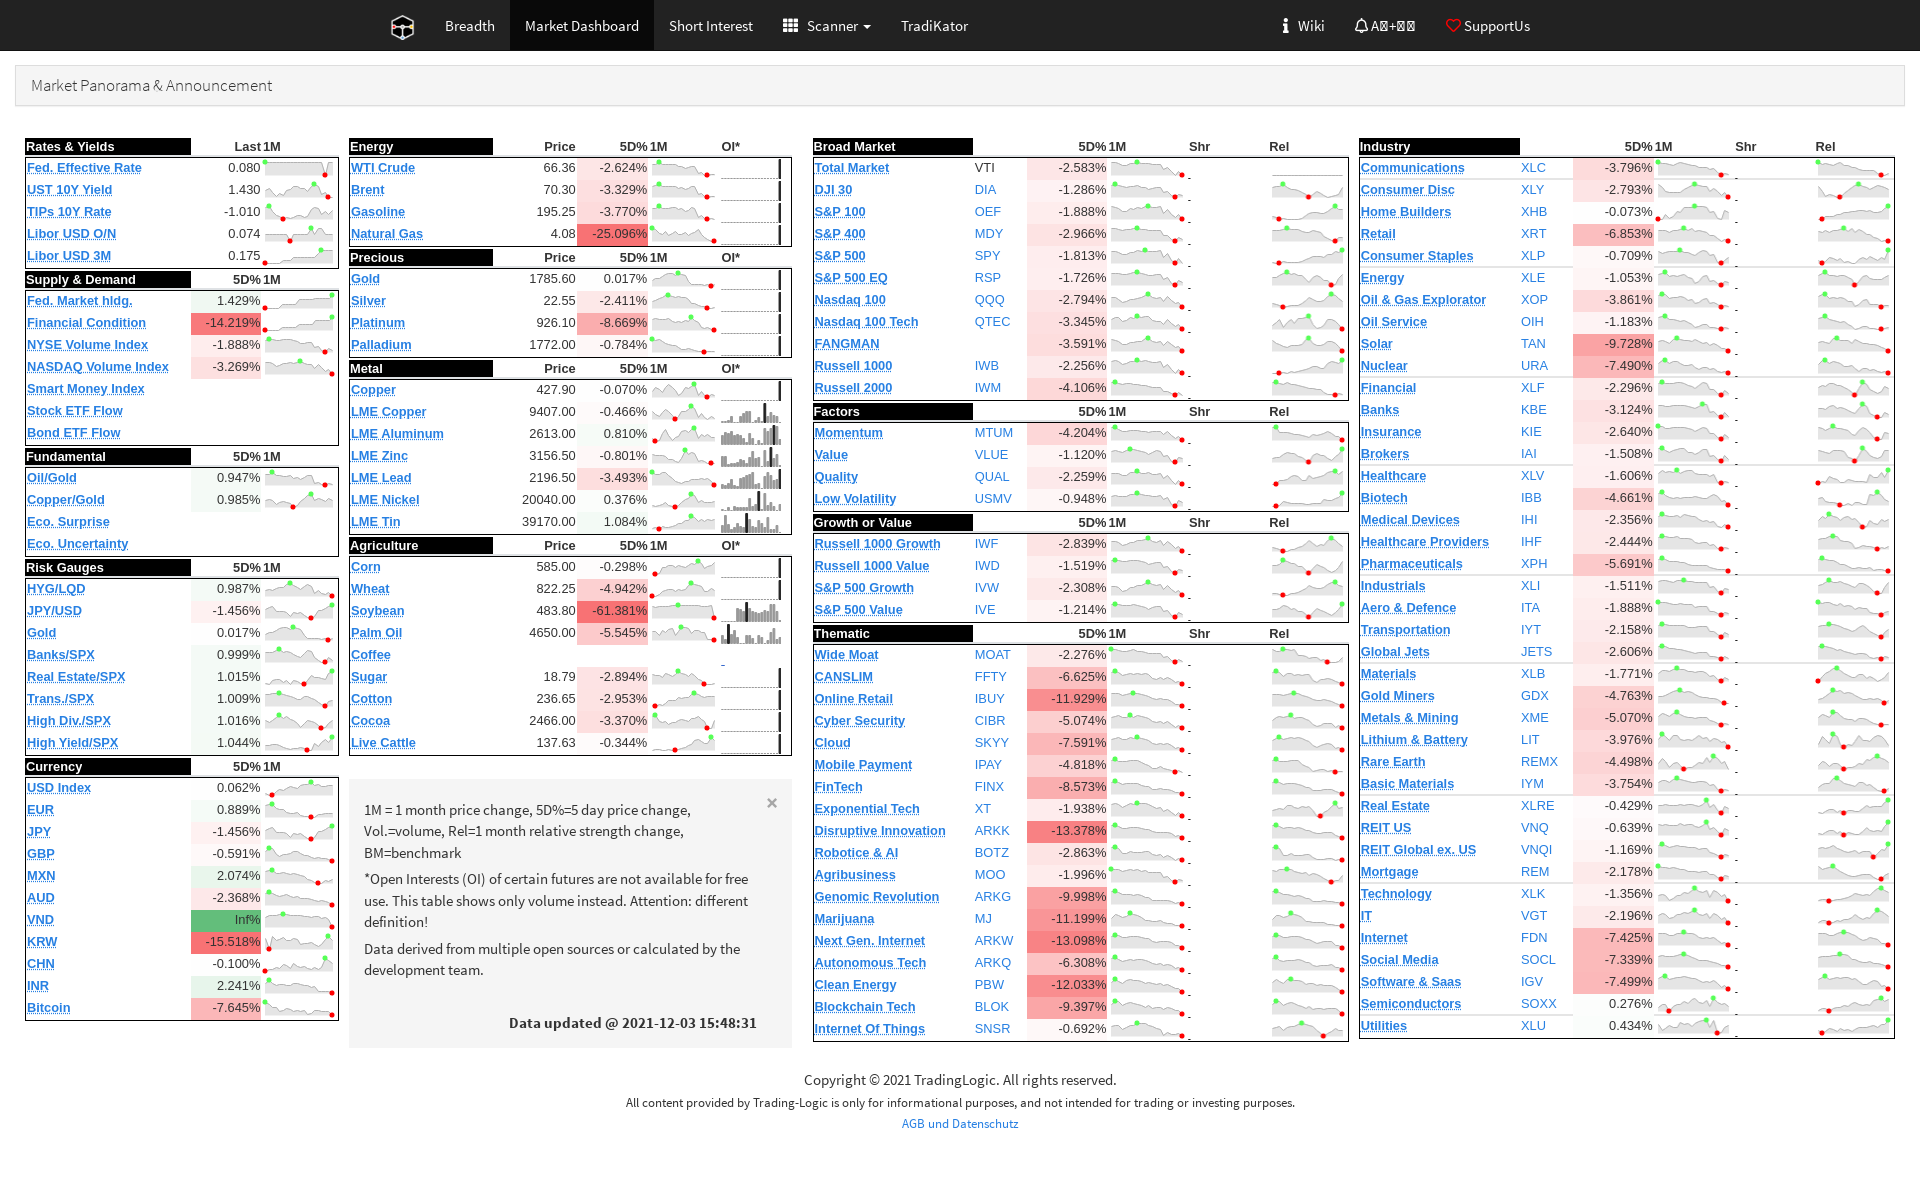 Breadth
Market Dashboard
Short Interest
Scanner
TradiKator
Wiki
SupportUs
Market Panorama & Announcement
Rates & Yields Last 1M
Fed. Effective Rate 0.080
UST 10Y Yield 1.430
TIPs 10Y Rate -1.010
Libor USD O/N 0.074
Libor USD 3M 0.175
Supply & Demand 5D% 1M
Fed. Market hldg. 1.429%
Financial Condition -14.219%
NYSE Volume Index -1.888%
NASDAQ Volume Index -3.269%
Smart Money Index
Stock ETF Flow
Bond ETF Flow
Fundamental 5D% 1M
Oil/Gold 0.947%
Copper/Gold 0.985%
Eco. Surprise
Eco. Uncertainty
Risk Gauges 5D% 1M
HYG/LQD 0.987%
JPY/USD -1.456%
Gold 0.017%
Banks/SPX 0.999%
Real Estate/SPX 1.015%
Trans./SPX 1.009%
High Div./SPX 1.016%
High Yield/SPX 1.044%
Currency 5D% 1M
USD Index 0.062%
EUR 0.889%
JPY -1.456%
GBP -0.591%
MXN 2.074%
AUD -2.368%
VND Inf%
KRW -15.518%
CHN -0.100%
INR 2.241%
Bitcoin -7.645%
Energy Price 5D% 1M OI*
WTI Crude 66.36 -2.624%
Brent 70.30 -3.329%
Gasoline 195.25 -3.770%
Natural Gas 4.08 -25.096%
Precious Price 5D% 1M OI*
Gold 1785.60 0.017%
Silver 22.55 -2.411%
Platinum 926.10 -8.669%
Palladium 1772.00 -0.784%
Metal Price 5D% 1M OI*
Copper 427.90 -0.070%
LME Copper 9407.00 -0.466%
LME Aluminum 2613.00 0.810%
LME Zinc 3156.50 -0.801%
LME Lead 2196.50 -3.493%
LME Nickel 20040.00 0.376%
LME Tin 39170.00 1.084%
Agriculture Price 5D% 1M OI*
Corn 585.00 -0.298%
Wheat 822.25 -4.942%
Soybean 483.80 -61.381%
Palm Oil 4650.00 -5.545%
Coffee -
Sugar 18.79 -2.894%
Cotton 236.65 -2.953%
Cocoa 2466.00 -3.370%
Live Cattle 137.63 -0.344%
×
1M = 1 month price change, 5D%=5 day price change,
Vol.=volume, Rel=1 month relative strength change,
BM=benchmark
*Open Interests (OI) of certain futures are not available for free
use. This table shows only volume instead. Attention: different
definition!
Data derived from multiple open sources or calculated by the
development team.
Data updated @ 2021-12-03 15:48:31
Broad Market 5D% 1M Shr Rel
Total Market VTI -2.583% -
DJI 30 DIA -1.286% -
S&P 100 OEF -1.888% -
S&P 400 MDY -2.966% -
S&P 500 SPY -1.813% -
S&P 500 EQ RSP -1.726% -
Nasdaq 100 QQQ -2.794% -
Nasdaq 100 Tech QTEC -3.345% -
FANGMAN -3.591% -
Russell 1000 IWB -2.256% -
Russell 2000 IWM -4.106% -
Factors 5D% 1M Shr Rel
Momentum MTUM -4.204% -
Value VLUE -1.120% -
Quality QUAL -2.259% -
Low Volatility USMV -0.948% -
Growth or Value 5D% 1M Shr Rel
Russell 1000 Growth IWF -2.839% -
Russell 1000 Value IWD -1.519% -
S&P 500 Growth IVW -2.308% -
S&P 500 Value IVE -1.214% -
Thematic 5D% 1M Shr Rel
Wide Moat MOAT -2.276% -
CANSLIM FFTY -6.625% -
Online Retail IBUY -11.929% -
Cyber Security CIBR -5.074% -
Cloud SKYY -7.591% -
Mobile Payment IPAY -4.818% -
FinTech FINX -8.573% -
Exponential Tech XT -1.938% -
Disruptive Innovation ARKK -13.378% -
Robotice & AI BOTZ -2.863% -
Agribusiness MOO -1.996% -
Genomic Revolution ARKG -9.998% -
Marijuana MJ -11.199% -
Next Gen. Internet ARKW -13.098% -
Autonomous Tech ARKQ -6.308% -
Clean Energy PBW -12.033% -
Blockchain Tech BLOK -9.397% -
Internet Of Things SNSR -0.692% -
Industry 5D% 1M Shr Rel
Communications XLC -3.796% -
Consumer Disc XLY -2.793% -
Home Builders XHB -0.073% -
Retail XRT -6.853% -
Consumer Staples XLP -0.709% -
Energy XLE -1.053% -
Oil & Gas Explorator XOP -3.861% -
Oil Service OIH -1.183% -
Solar TAN -9.728% -
Nuclear URA -7.490% -
Financial XLF -2.296% -
Banks KBE -3.124% -
Insurance KIE -2.640% -
Brokers IAI -1.508% -
Healthcare XLV -1.606% -
Biotech IBB -4.661% -
Medical Devices IHI -2.356% -
Healthcare Providers IHF -2.444% -
Pharmaceuticals XPH -5.691% -
Industrials XLI -1.511% -
Aero & Defence ITA -1.888% -
Transportation IYT -2.158% -
Global Jets JETS -2.606% -
Materials XLB -1.771% -
Gold Miners GDX -4.763% -
Metals & Mining XME -5.070% -
Lithium & Battery LIT -3.976% -
Rare Earth REMX -4.498% -
Basic Materials IYM -3.754% -
Real Estate XLRE -0.429% -
REIT US VNQ -0.639% -
REIT Global ex. US VNQI -1.169% -
Mortgage REM -2.178% -
Technology XLK -1.356% -
IT VGT -2.196% -
Internet FDN -7.425% -
Social Media SOCL -7.339% -
Software & Saas IGV -7.499% -
Semiconductors SOXX 0.276% -
Utilities XLU 0.434% -
Copyright © 2021 TradingLogic. All rights reserved.
All content provided by Trading-Logic is only for informational purposes, and not intended for trading or investing purposes.
AGB und Datenschutz